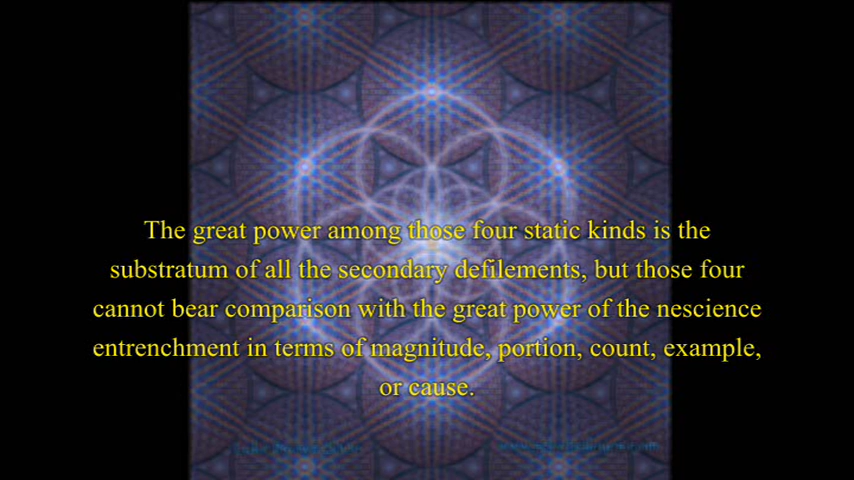 The great power among those four static kinds is the
substratum of all the secondary defilements, but those four
cannot bear comparison with the great power of the nescience
entrenchment in terms of magnitude, portion, count, example,
or cause.